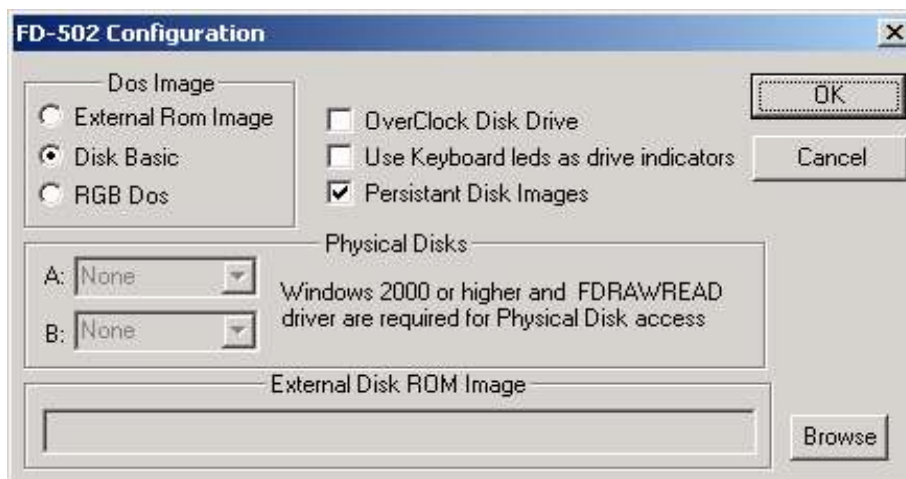 FD-502 Configuration
Dos Image
External Rom Image
Disk Basic
RGB Dos
OverClock Disk Drive
Use Keyboard leds as drive indicators
Persistant Disk Images
OK
Cancel
Physical Disks
A: None
B: None
Windows 2000 or higher and FDRAWREAD
driver are required for Physical Disk access
External Disk ROM Image
Browse